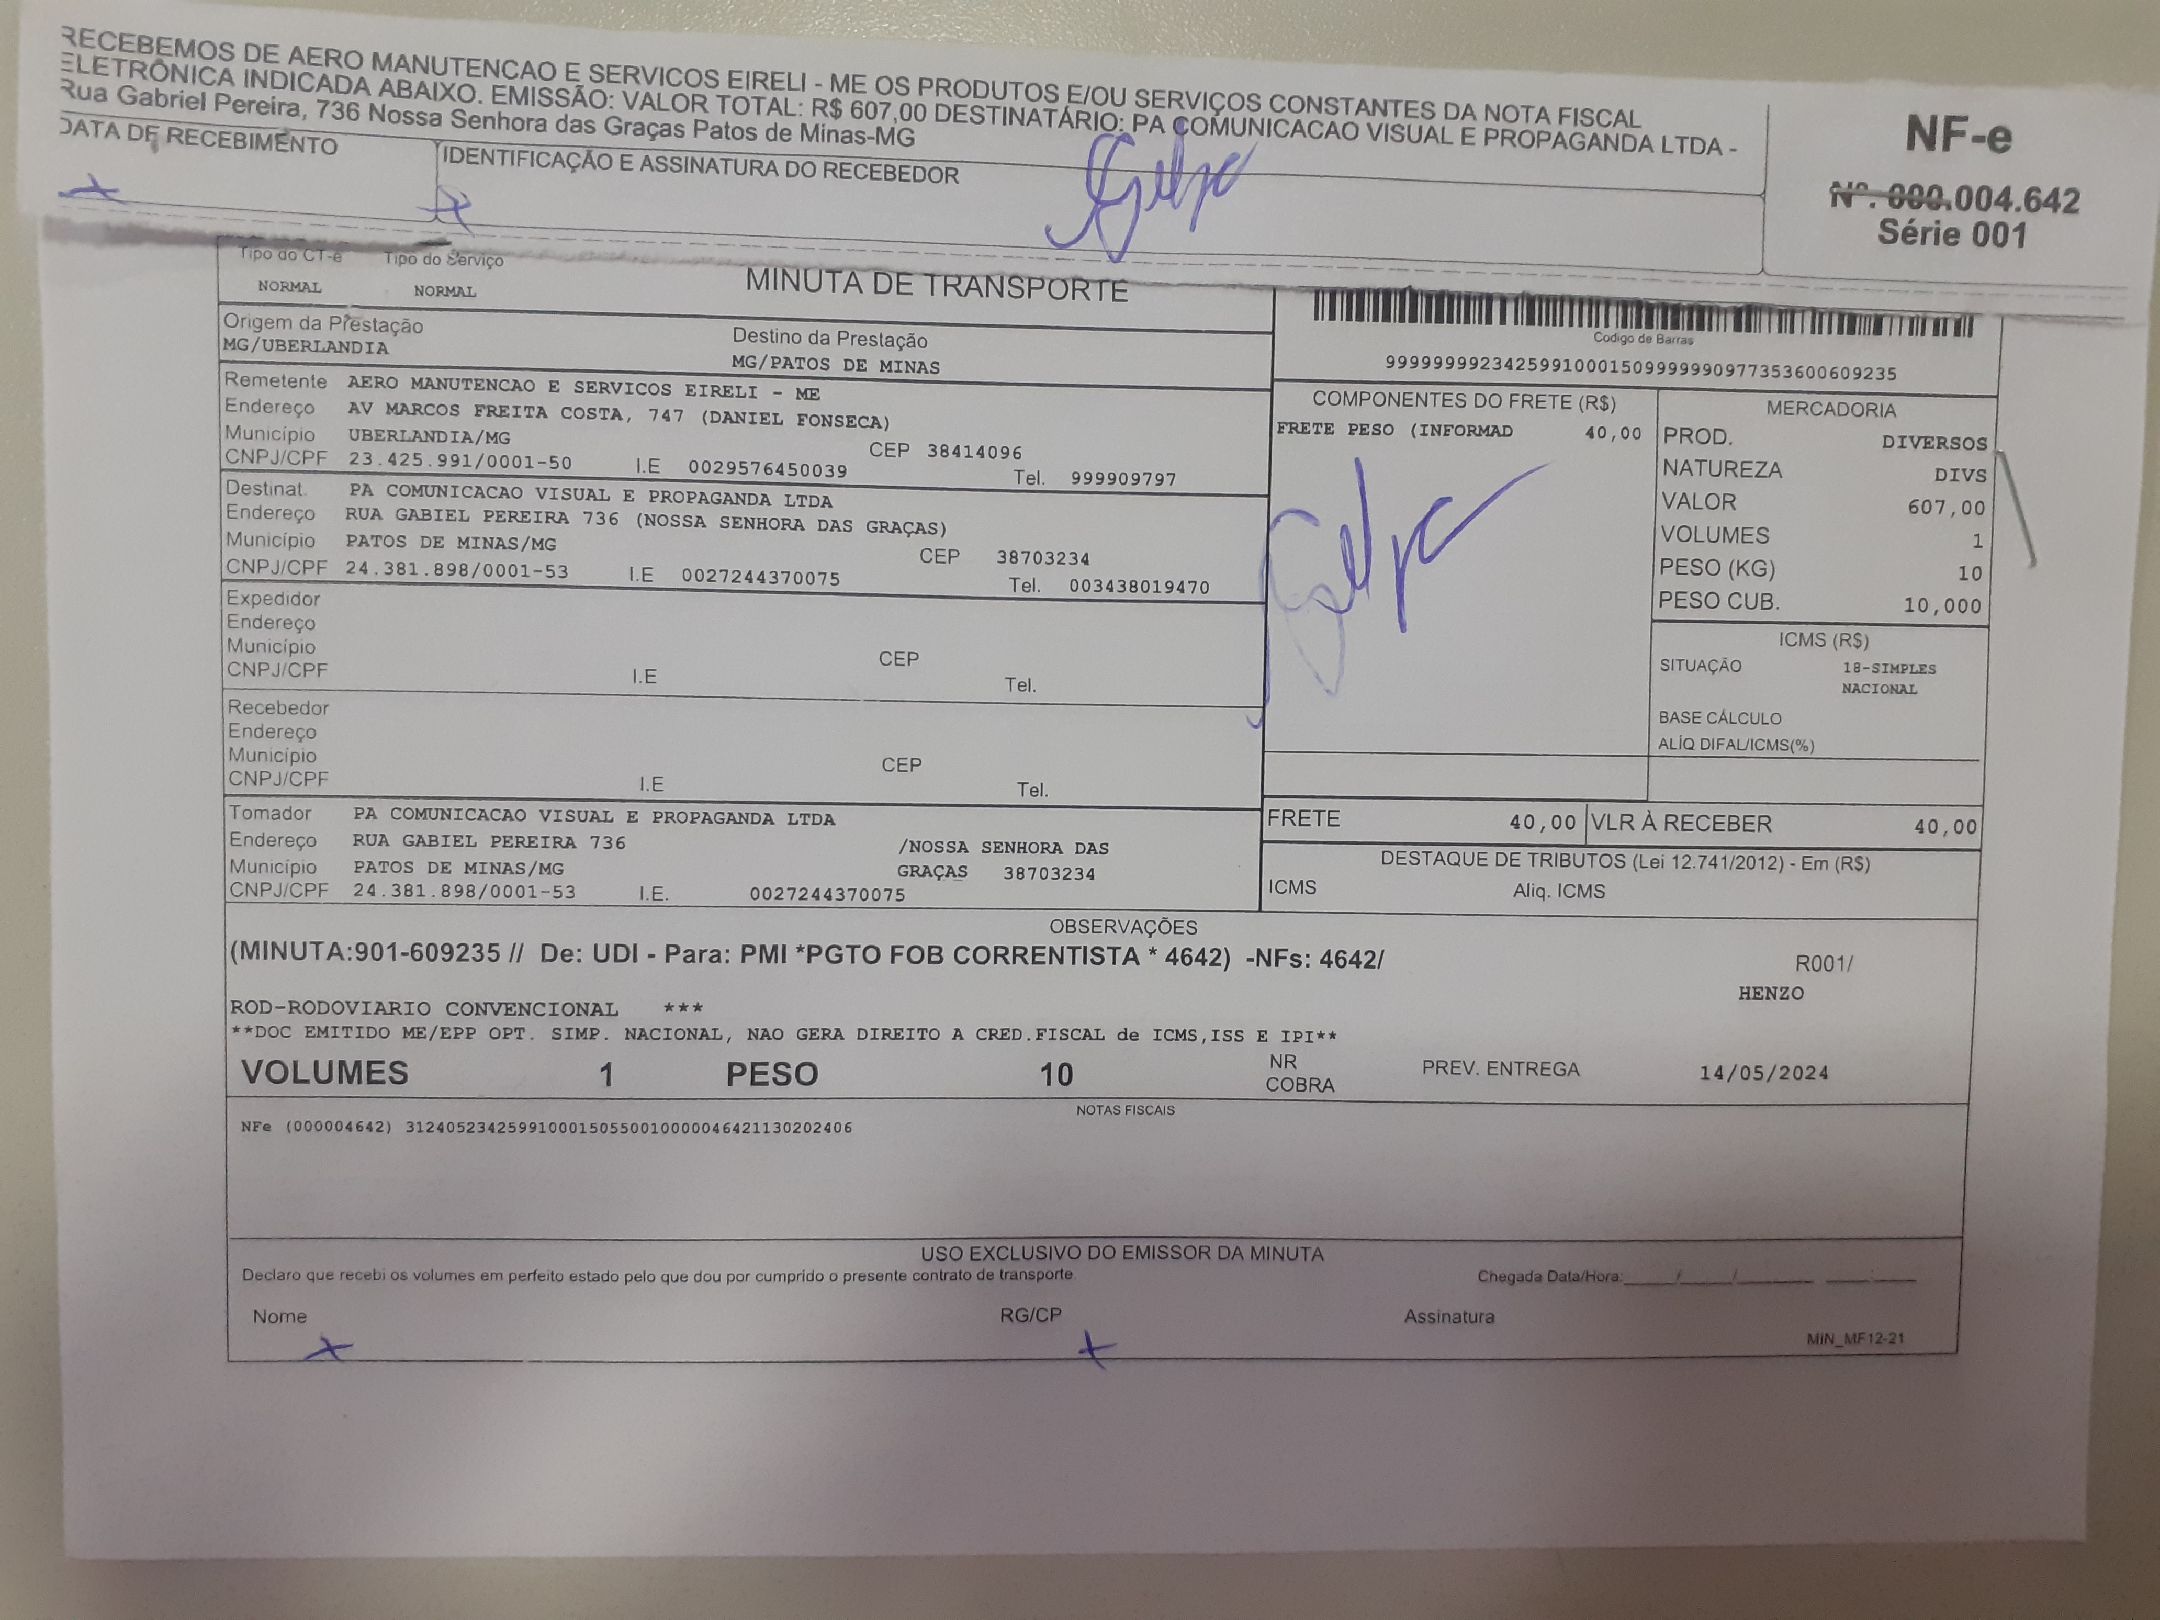 RECEBEMOS DE AERO MANUTENCAO E SERVICOS EIRELI - ME OS PRODUTOS E/OU SERVIÇOS CONSTANTES DA NOTA FISCAL
ELETRÔNICA INDICADA ABAIXO. EMISSÃO: VALOR TOTAL: R$ 607,00 DESTINATÁRIO: PA COMUNICACAO VISUAL E PROPAGANDA LTDA -
Rua Gabriel Pereira, 736 Nossa Senhora das Graças Patos de Minas-MG
DATA DE RECEBIMENTO
IDENTIFICAÇÃO E ASSINATURA DO RECEBEDOR
NF-e
Nº. 000.004.642
Série 001
Tipo do CT-e Tipo do Serviço
NORMAL NORMAL
MINUTA DE TRANSPORTE
Origem da Prestação Destino da Prestação
MG/UBERLANDIA MG/PATOS DE MINAS
Codigo de Barras
99999999234259910001509999990977353600609235
Remetente AERO MANUTENCAO E SERVICOS EIRELI - ME
Endereço AV MARCOS FREITA COSTA, 747 (DANIEL FONSECA)
Município UBERLANDIA/MG CEP 38414096
CNPJ/CPF 23.425.991/0001-50 I.E 0029576450039 Tel. 999909797
Destinat. PA COMUNICACAO VISUAL E PROPAGANDA LTDA
Endereço RUA GABIEL PEREIRA 736 (NOSSA SENHORA DAS GRAÇAS)
Município PATOS DE MINAS/MG CEP 38703234
CNPJ/CPF 24.381.898/0001-53 I.E 0027244370075 Tel. 003438019470
Expedidor
Endereço
Município CEP
CNPJ/CPF I.E Tel.
Recebedor
Endereço
Município CEP
CNPJ/CPF I.E Tel.
Tomador PA COMUNICACAO VISUAL E PROPAGANDA LTDA
Endereço RUA GABIEL PEREIRA 736 /NOSSA SENHORA DAS
Município PATOS DE MINAS/MG GRAÇAS 38703234
CNPJ/CPF 24.381.898/0001-53 I.E. 0027244370075
COMPONENTES DO FRETE (R$)
FRETE PESO (INFORMAD 40,00
MERCADORIA
PROD. DIVERSOS
NATUREZA DIVS
VALOR 607,00
VOLUMES 1
PESO (KG) 10
PESO CUB. 10,000
ICMS (R$)
SITUAÇÃO 18-SIMPLES
NACIONAL
BASE CÁLCULO
ALÍQ DIFAL/ICMS(%)
FRETE 40,00 VLR À RECEBER 40,00
DESTAQUE DE TRIBUTOS (Lei 12.741/2012) - Em (R$)
ICMS Aliq. ICMS
OBSERVAÇÕES
(MINUTA:901-609235 // De: UDI - Para: PMI *PGTO FOB CORRENTISTA * 4642) -NFs: 4642/
R001/
HENZO
ROD-RODOVIARIO CONVENCIONAL ***
**DOC EMITIDO ME/EPP OPT. SIMP. NACIONAL, NAO GERA DIREITO A CRED.FISCAL de ICMS,ISS E IPI**
VOLUMES 1 PESO 10 NR COBRA PREV. ENTREGA 14/05/2024
NOTAS FISCAIS
NFe (000004642) 31240523425991000150550010000046421130202406
USO EXCLUSIVO DO EMISSOR DA MINUTA
Declaro que recebi os volumes em perfeito estado pelo que dou por cumprido o presente contrato de transporte. Chegada Data/Hora:____/____/______ ____:____
Nome RG/CP Assinatura
MIN_MF12-21